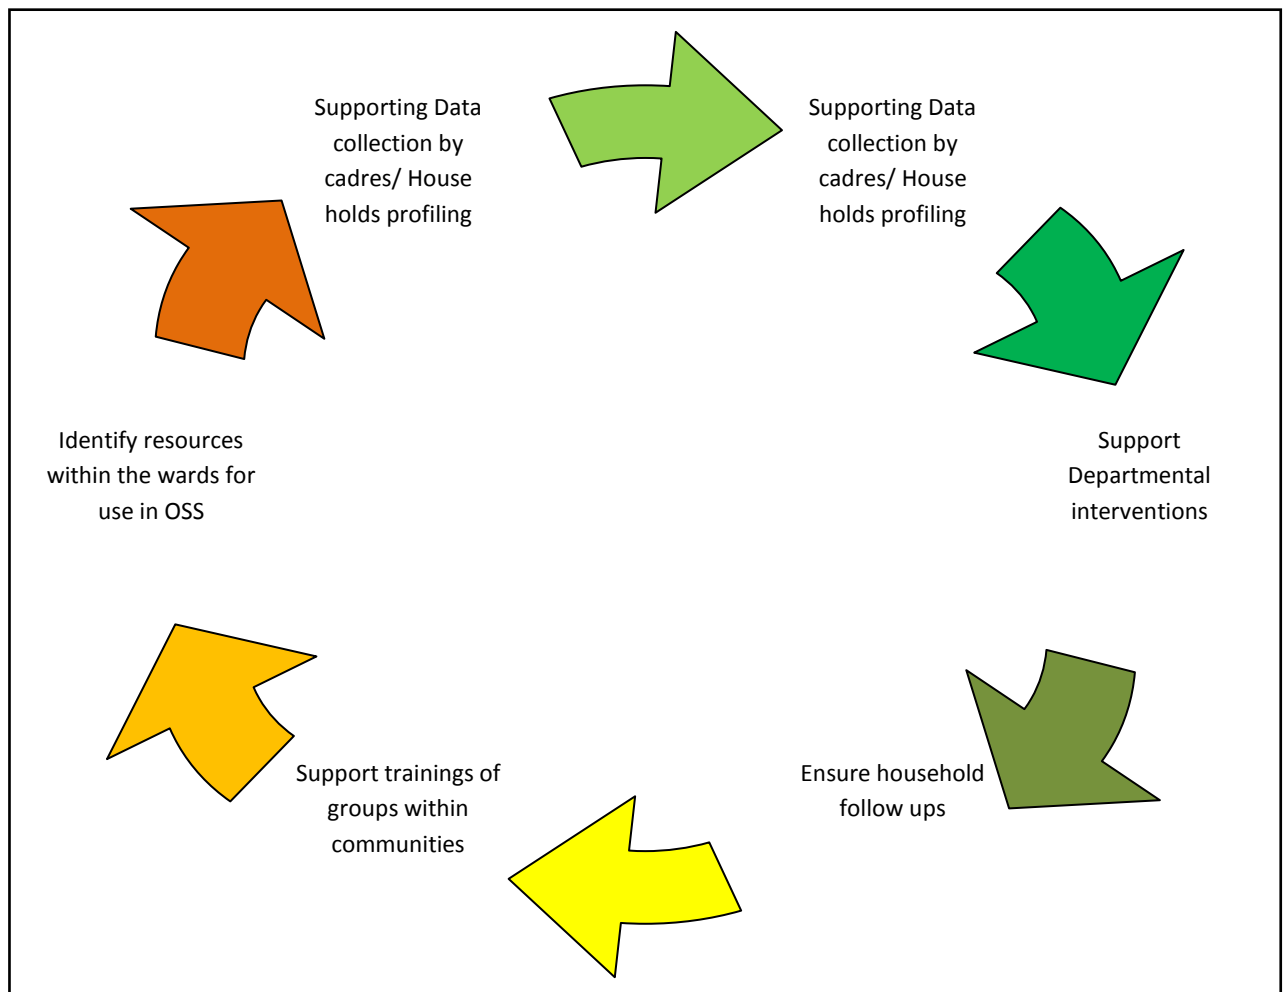 Supporting Data
collection by
cadres/ House
holds profiling
Supporting Data
collection by
cadres/ House
holds profiling
Support
Departmental
interventions
Ensure household
follow ups
Support trainings of
groups within
communities
Identify resources
within the wards for
use in OSS